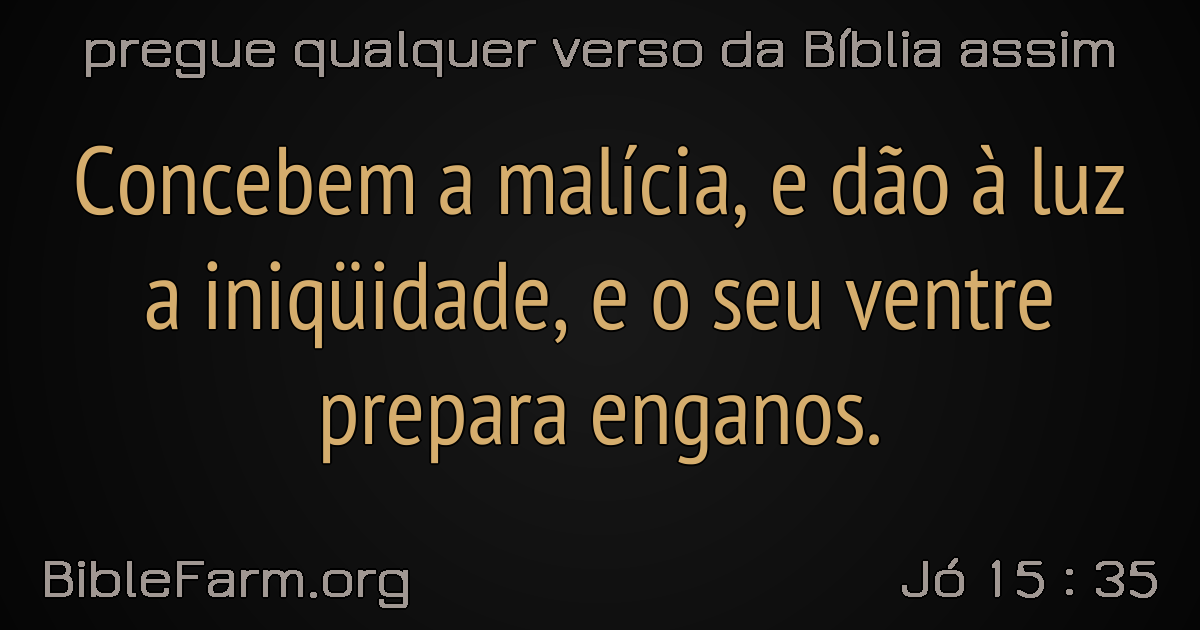 pregue qualquer verso da Bíblia assim
Concebem a malícia, e dão à luz
a iniqüidade, e o seu ventre
prepara enganos.
BibleFarm.org
Jó 15 : 35